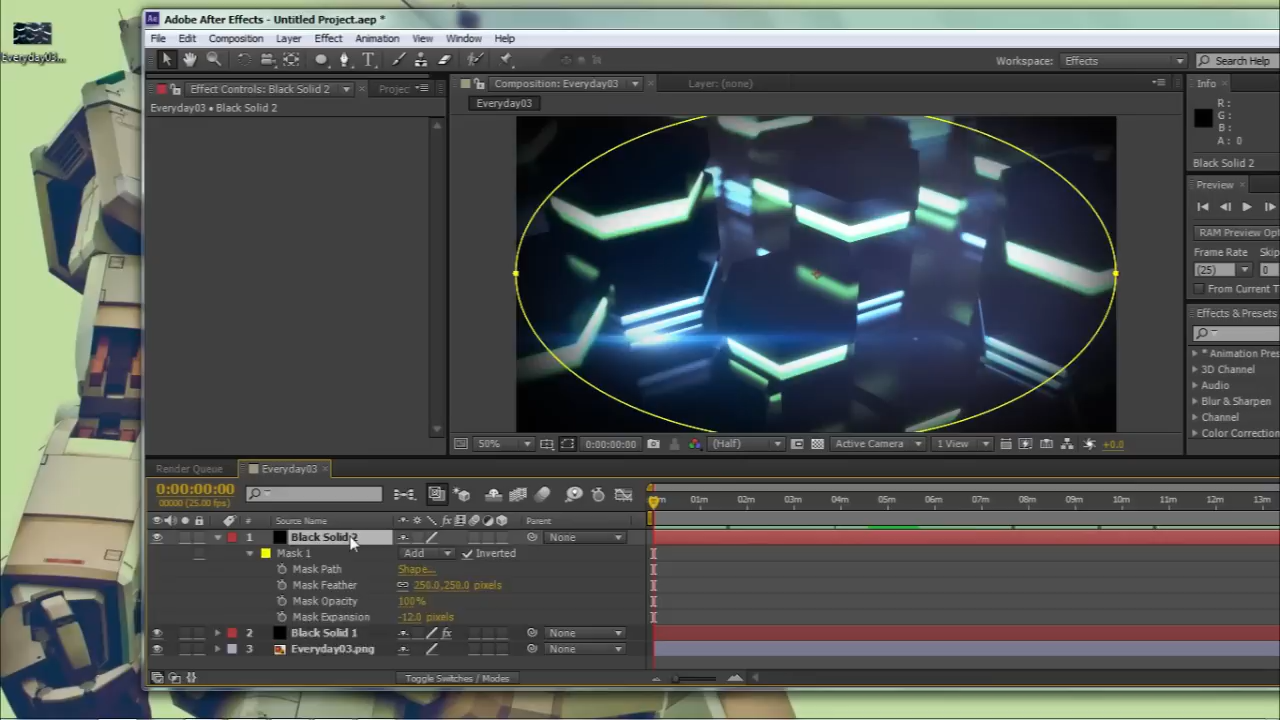 Everyday03...
Ae Adobe After Effects - Untitled Project.aep *
File Edit Composition Layer Effect Animation View Window Help
Workspace: Effects
Search Help
Effect Controls: Black Solid 2
Projec
Composition: Everyday03
Layer: (none)
Info
Everyday03 • Black Solid 2
Everyday03
R :
G :
B :
A : 0
Black Solid 2
Preview
RAM Preview Opt
Frame Rate Skip
(25) 0
From Current T
Effects & Presets
* Animation Pres
3D Channel
Audio
Blur & Sharpen
Channel
Color Correction
50% 0:00:00:00 (Half) Active Camera 1 View +0.0
Render Queue Everyday03
0:00:00:00
00000 (25.00 fps)
01m 02m 03m 04m 05m 06m 07m 08m 09m 10m 11m 12m 13m
# Source Name fx Parent
1 Black Solid 2 None
Mask 1 Add Inverted
Mask Path Shape...
Mask Feather 250.0,250.0 pixels
Mask Opacity 100%
Mask Expansion -12.0 pixels
2 Black Solid 1 fx None
3 Everyday03.png None
Toggle Switches / Modes